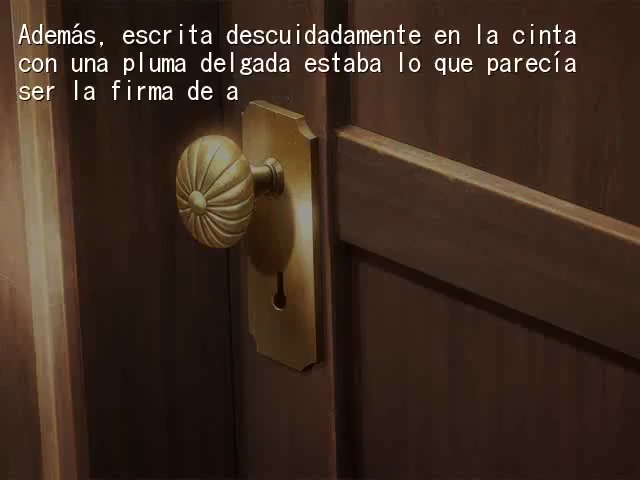 Además, escrita descuidadamente en la cinta
con una pluma delgada estaba lo que parecía
ser la firma de a